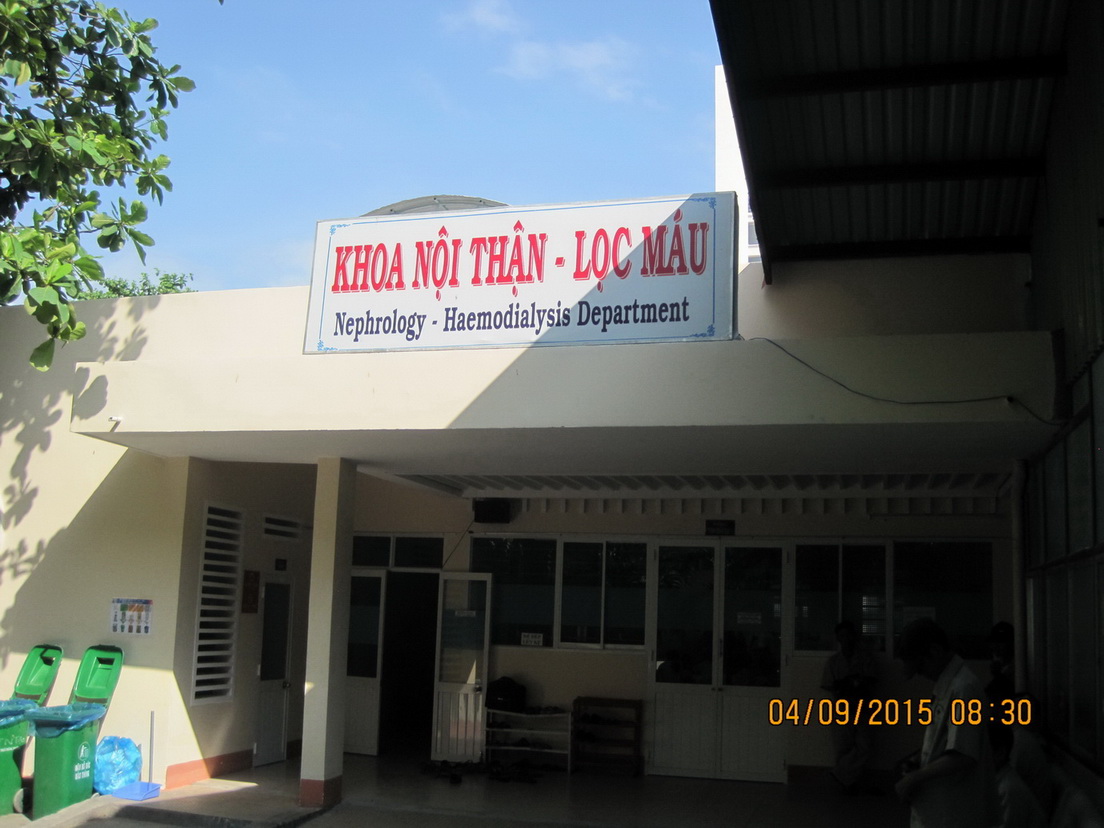 KHOA NỘI THẬN - LỌC MÁU
Nephrology - Haemodialysis Department
04/09/2015 08:30